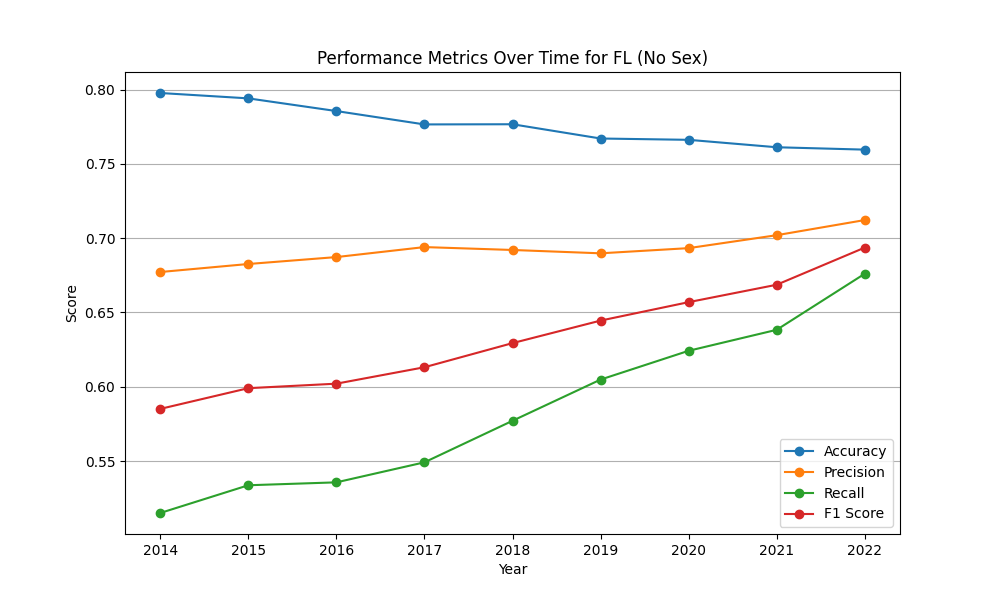 Performance Metrics Over Time for FL (No Sex)
0.80
0.75
0.70
0.65
0.60
0.55
Score
Accuracy
Precision
Recall
F1 Score
2014 2015 2016 2017 2018 2019 2020 2021 2022
Year